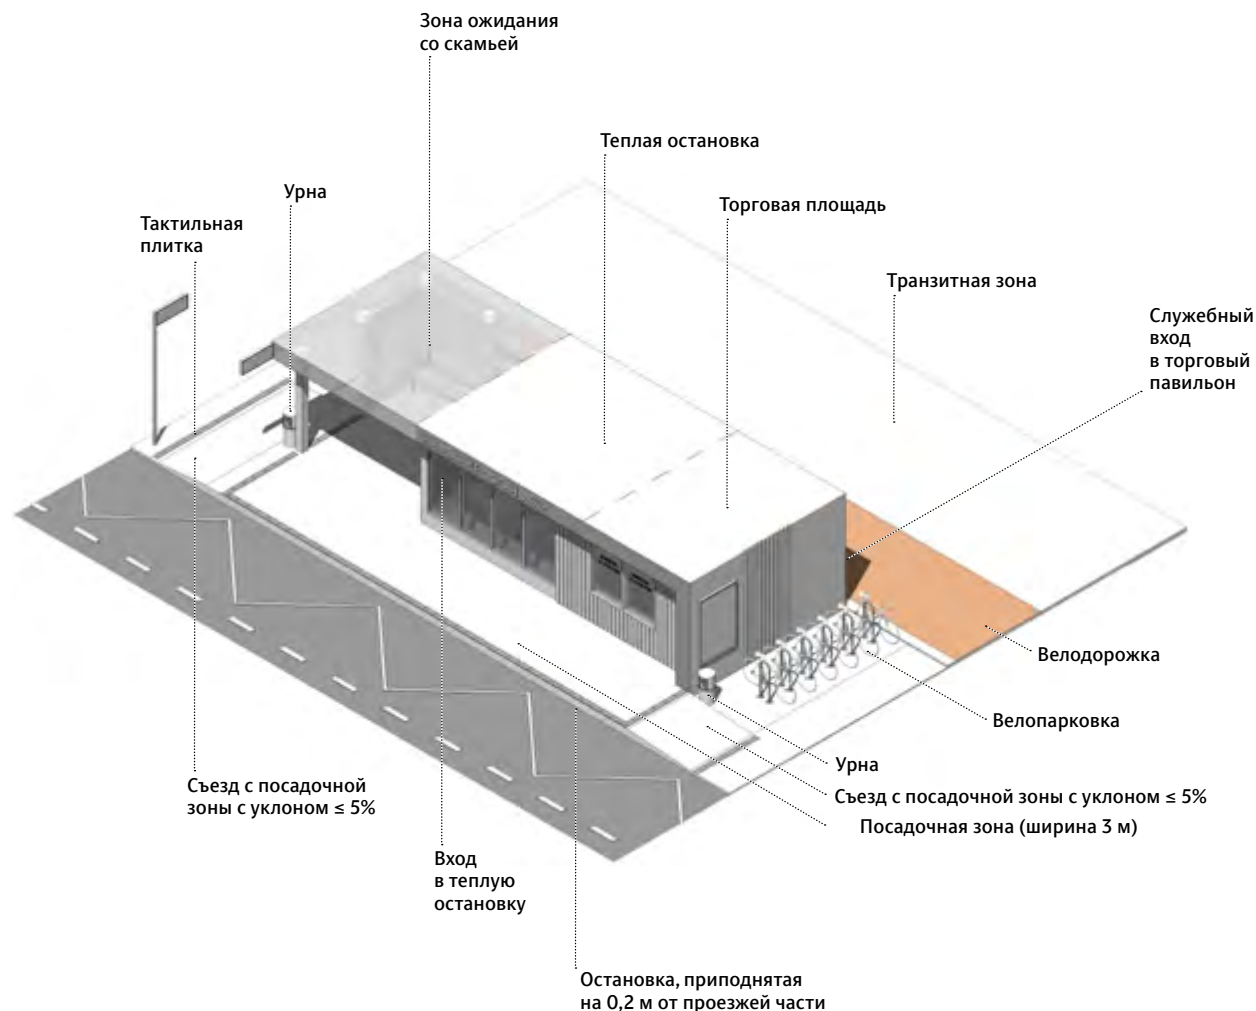 Зона ожидания
со скамьей
Теплая остановка
Урна
Торговая площадь
Тактильная
плитка
Транзитная зона
Служебный
вход
в торговый
павильон
Велодорожка
Велопарковка
Урна
Съезд с посадочной
зоны с уклоном ≤ 5%
Съезд с посадочной зоны с уклоном ≤ 5%
Посадочная зона (ширина 3 м)
Вход
в теплую
остановку
Остановка, приподнятая
на 0,2 м от проезжей части